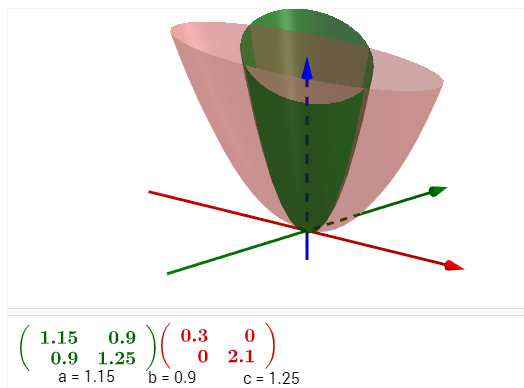 1.15 0.9 0.3 0
0.9 1.25 0 2.1
a = 1.15 b = 0.9 c = 1.25